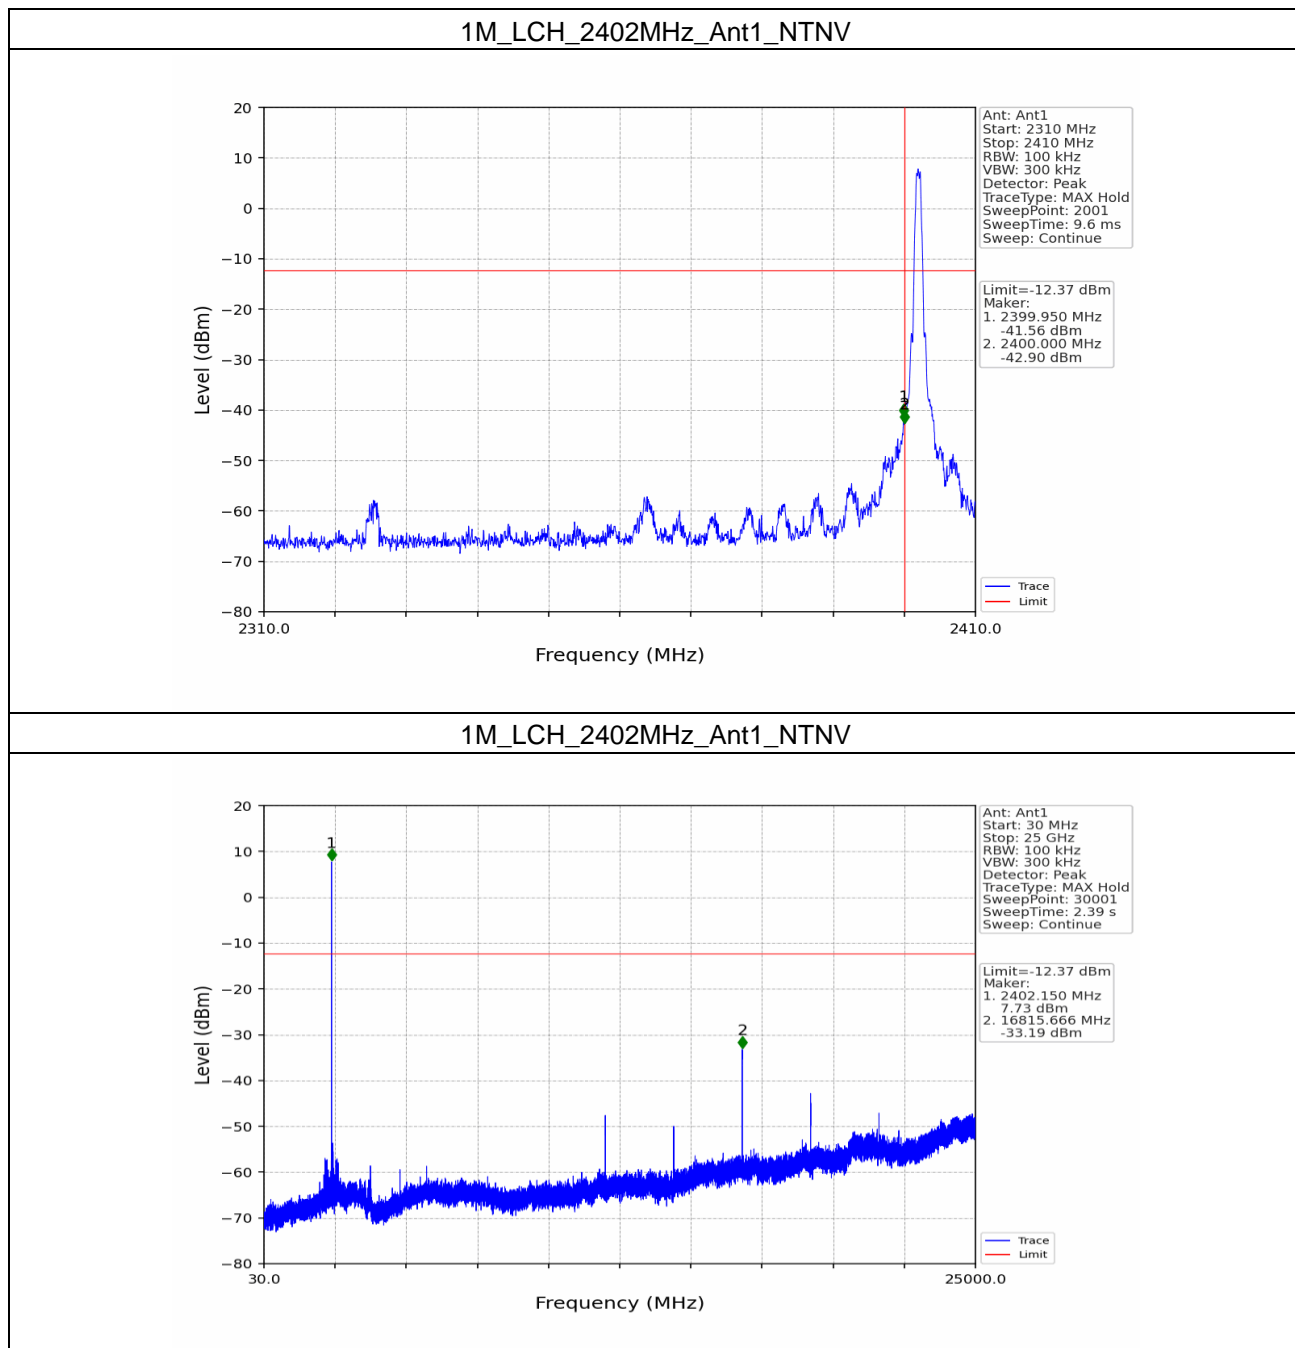 1M_LCH_2402MHz_Ant1_NTNV
20
10
0
−10
−20
−30
−40
−50
−60
−70
−80
Level (dBm)
1
2
2310.0
2410.0
Frequency (MHz)
Ant: Ant1
Start: 2310 MHz
Stop: 2410 MHz
RBW: 100 kHz
VBW: 300 kHz
Detector: Peak
TraceType: MAX Hold
SweepPoint: 2001
SweepTime: 9.6 ms
Sweep: Continue
Limit=-12.37 dBm
Maker:
1. 2399.950 MHz
-41.56 dBm
2. 2400.000 MHz
-42.90 dBm
Trace
Limit
1M_LCH_2402MHz_Ant1_NTNV
20
10
0
−10
−20
−30
−40
−50
−60
−70
−80
Level (dBm)
1
2
30.0
25000.0
Frequency (MHz)
Ant: Ant1
Start: 30 MHz
Stop: 25 GHz
RBW: 100 kHz
VBW: 300 kHz
Detector: Peak
TraceType: MAX Hold
SweepPoint: 30001
SweepTime: 2.39 s
Sweep: Continue
Limit=-12.37 dBm
Maker:
1. 2402.150 MHz
7.73 dBm
2. 16815.666 MHz
-33.19 dBm
Trace
Limit